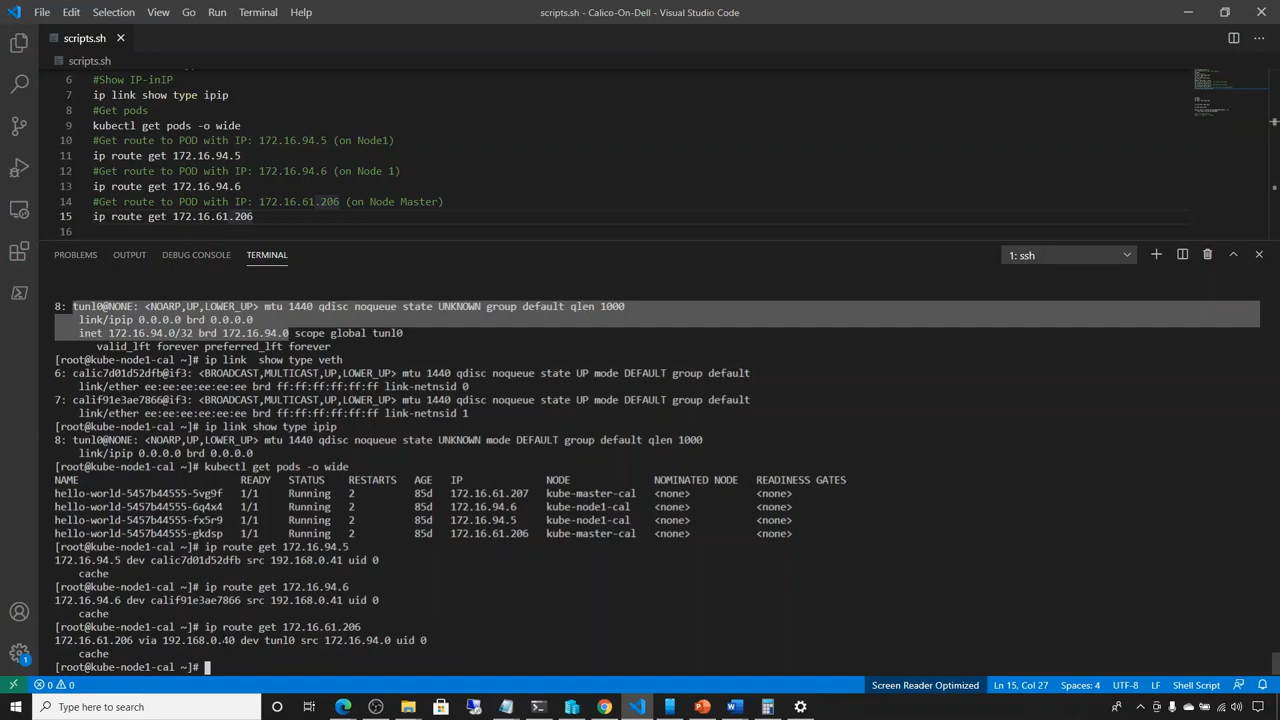 File Edit Selection View Go Run Terminal Help
scripts.sh - Calico-On-Dell - Visual Studio Code
scripts.sh
scripts.sh
6 #Show IP-inIP
7 ip link show type ipip
8 #Get pods
9 kubectl get pods -o wide
10 #Get route to POD with IP: 172.16.94.5 (on Node1)
11 ip route get 172.16.94.5
12 #Get route to POD with IP: 172.16.94.6 (on Node 1)
13 ip route get 172.16.94.6
14 #Get route to POD with IP: 172.16.61.206 (on Node Master)
15 ip route get 172.16.61.206
16
PROBLEMS OUTPUT DEBUG CONSOLE TERMINAL
1: ssh
8: tunl0@NONE: <NOARP,UP,LOWER_UP> mtu 1440 qdisc noqueue state UNKNOWN group default qlen 1000
link/ipip 0.0.0.0 brd 0.0.0.0
inet 172.16.94.0/32 brd 172.16.94.0 scope global tunl0
valid_lft forever preferred_lft forever
[root@kube-node1-cal ~]# ip link  show type veth
6: calic7d01d52dfb@if3: <BROADCAST,MULTICAST,UP,LOWER_UP> mtu 1440 qdisc noqueue state UP mode DEFAULT group default
link/ether ee:ee:ee:ee:ee:ee brd ff:ff:ff:ff:ff:ff link-netnsid 0
7: calif91e3ae7866@if3: <BROADCAST,MULTICAST,UP,LOWER_UP> mtu 1440 qdisc noqueue state UP mode DEFAULT group default
link/ether ee:ee:ee:ee:ee:ee brd ff:ff:ff:ff:ff:ff link-netnsid 1
[root@kube-node1-cal ~]# ip link show type ipip
8: tunl0@NONE: <NOARP,UP,LOWER_UP> mtu 1440 qdisc noqueue state UNKNOWN mode DEFAULT group default qlen 1000
link/ipip 0.0.0.0 brd 0.0.0.0
[root@kube-node1-cal ~]# kubectl get pods -o wide
NAME READY STATUS RESTARTS AGE IP NODE NOMINATED NODE READINESS GATES
hello-world-5457b44555-5vg9f 1/1 Running 2 85d 172.16.61.207 kube-master-cal <none> <none>
hello-world-5457b44555-6q4x4 1/1 Running 2 85d 172.16.94.6 kube-node1-cal <none> <none>
hello-world-5457b44555-fx5r9 1/1 Running 2 85d 172.16.94.5 kube-node1-cal <none> <none>
hello-world-5457b44555-gkdsp 1/1 Running 2 85d 172.16.61.206 kube-master-cal <none> <none>
[root@kube-node1-cal ~]# ip route get 172.16.94.5
172.16.94.5 dev calic7d01d52dfb src 192.168.0.41 uid 0
cache
[root@kube-node1-cal ~]# ip route get 172.16.94.6
172.16.94.6 dev calif91e3ae7866 src 192.168.0.41 uid 0
cache
[root@kube-node1-cal ~]# ip route get 172.16.61.206
172.16.61.206 via 192.168.0.40 dev tunl0 src 172.16.94.0 uid 0
cache
[root@kube-node1-cal ~]#
1
0 0 Screen Reader Optimized Ln 15, Col 27 Spaces: 4 UTF-8 LF Shell Script
Type here to search